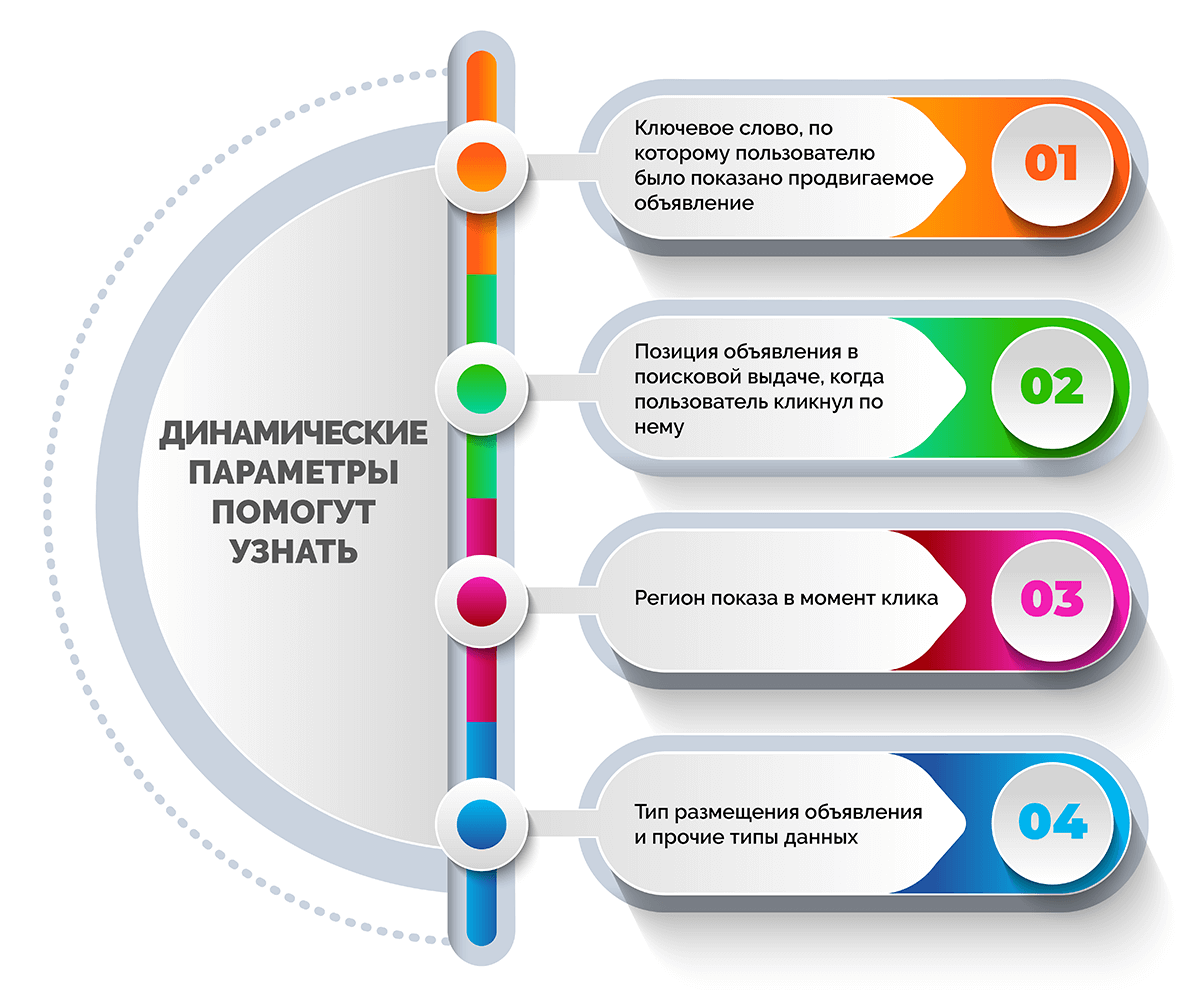 ДИНАМИЧЕСКИЕ
ПАРАМЕТРЫ
ПОМОГУТ
УЗНАТЬ
Ключевое слово, по
которому пользователю
было показано продвигаемое
объявление
01
Позиция объявления в
поисковой выдаче, когда
пользователь кликнул по
нему
02
Регион показа в момент клика
03
Тип размещения объявления
и прочие типы данных
04